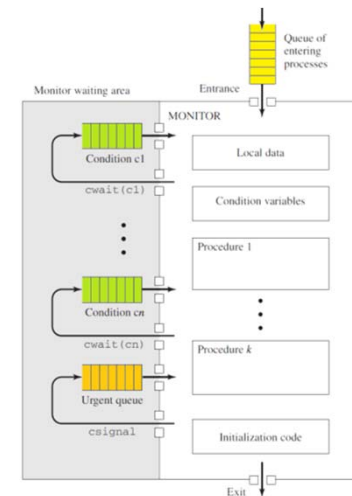 Queue of
entering
processes
Entrance
Monitor waiting area
MONITOR
Condition c1
cwait(c1)
Local data
Condition variables
Procedure 1
Condition cn
cwait(cn)
Procedure k
Urgent queue
csignal
Initialization code
Exit